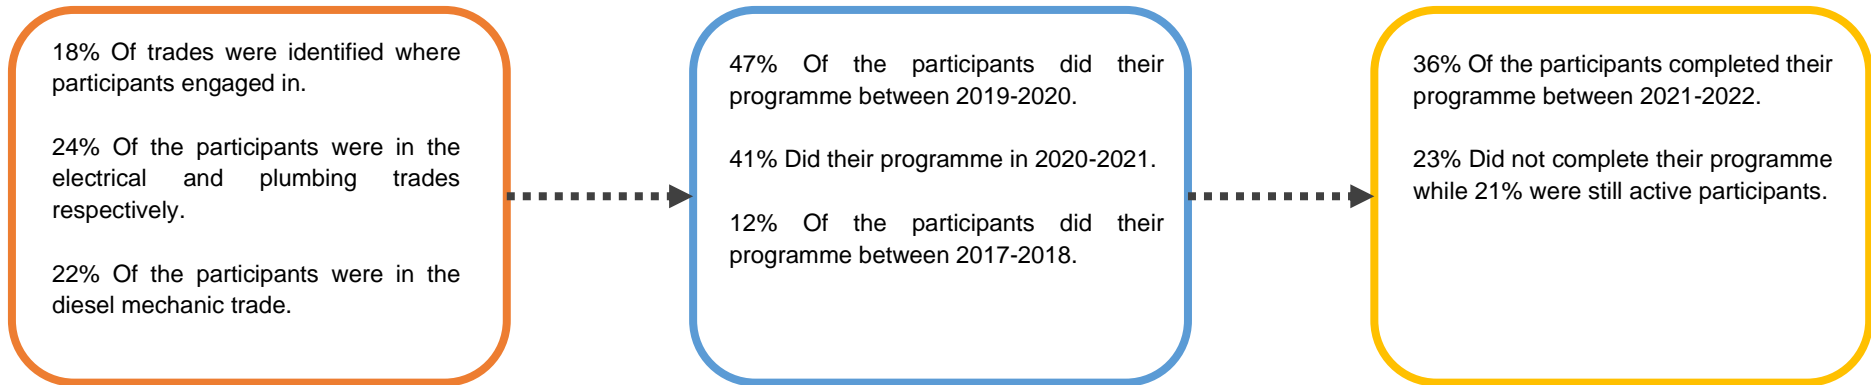 18% Of trades were identified where
participants engaged in.
24% Of the participants were in the
electrical and plumbing trades
respectively.
22% Of the participants were in the
diesel mechanic trade.
47% Of the participants did their
programme between 2019-2020.
41% Did their programme in 2020-2021.
12% Of the participants did their
programme between 2017-2018.
36% Of the participants completed their
programme between 2021-2022.
23% Did not complete their programme
while 21% were still active participants.